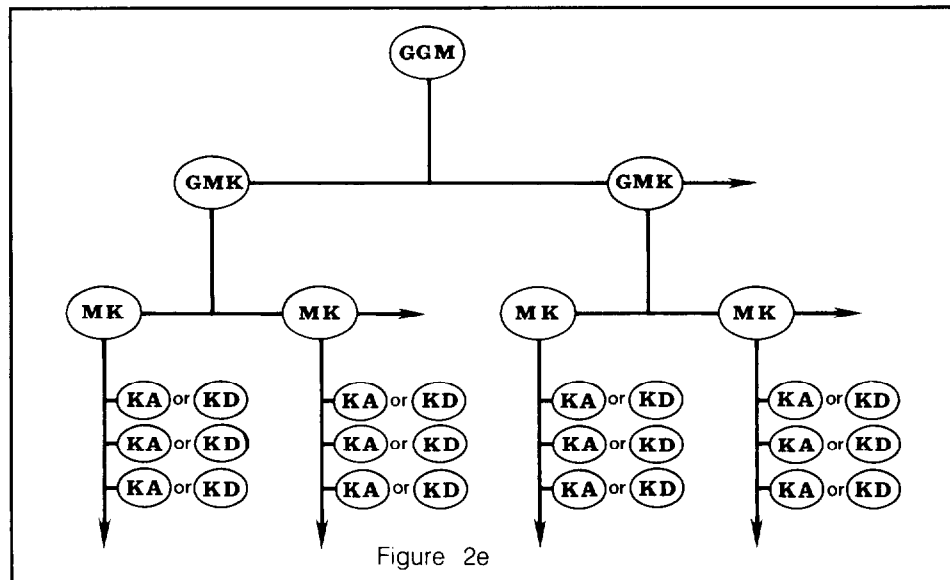 GGM
GMK GMK
MK MK MK MK
KA or KD KA or KD KA or KD KA or KD
KA or KD KA or KD KA or KD KA or KD
KA or KD KA or KD KA or KD KA or KD
Figure 2e